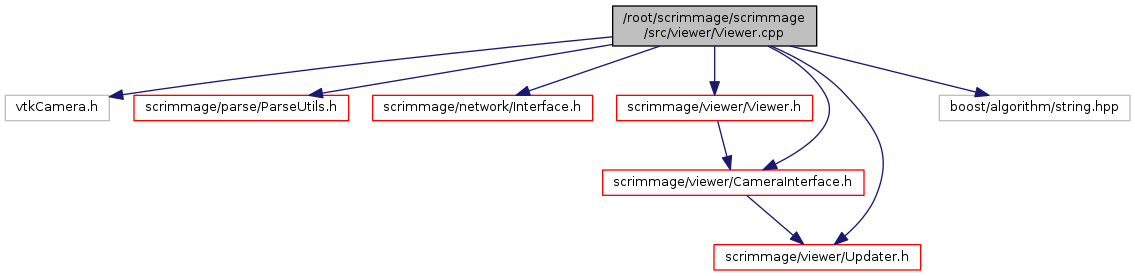 /root/scrimmage/scrimmage
/src/viewer/Viewer.cpp
vtkCamera.h
scrimmage/parse/ParseUtils.h
scrimmage/network/Interface.h
scrimmage/viewer/Viewer.h
boost/algorithm/string.hpp
scrimmage/viewer/CameraInterface.h
scrimmage/viewer/Updater.h